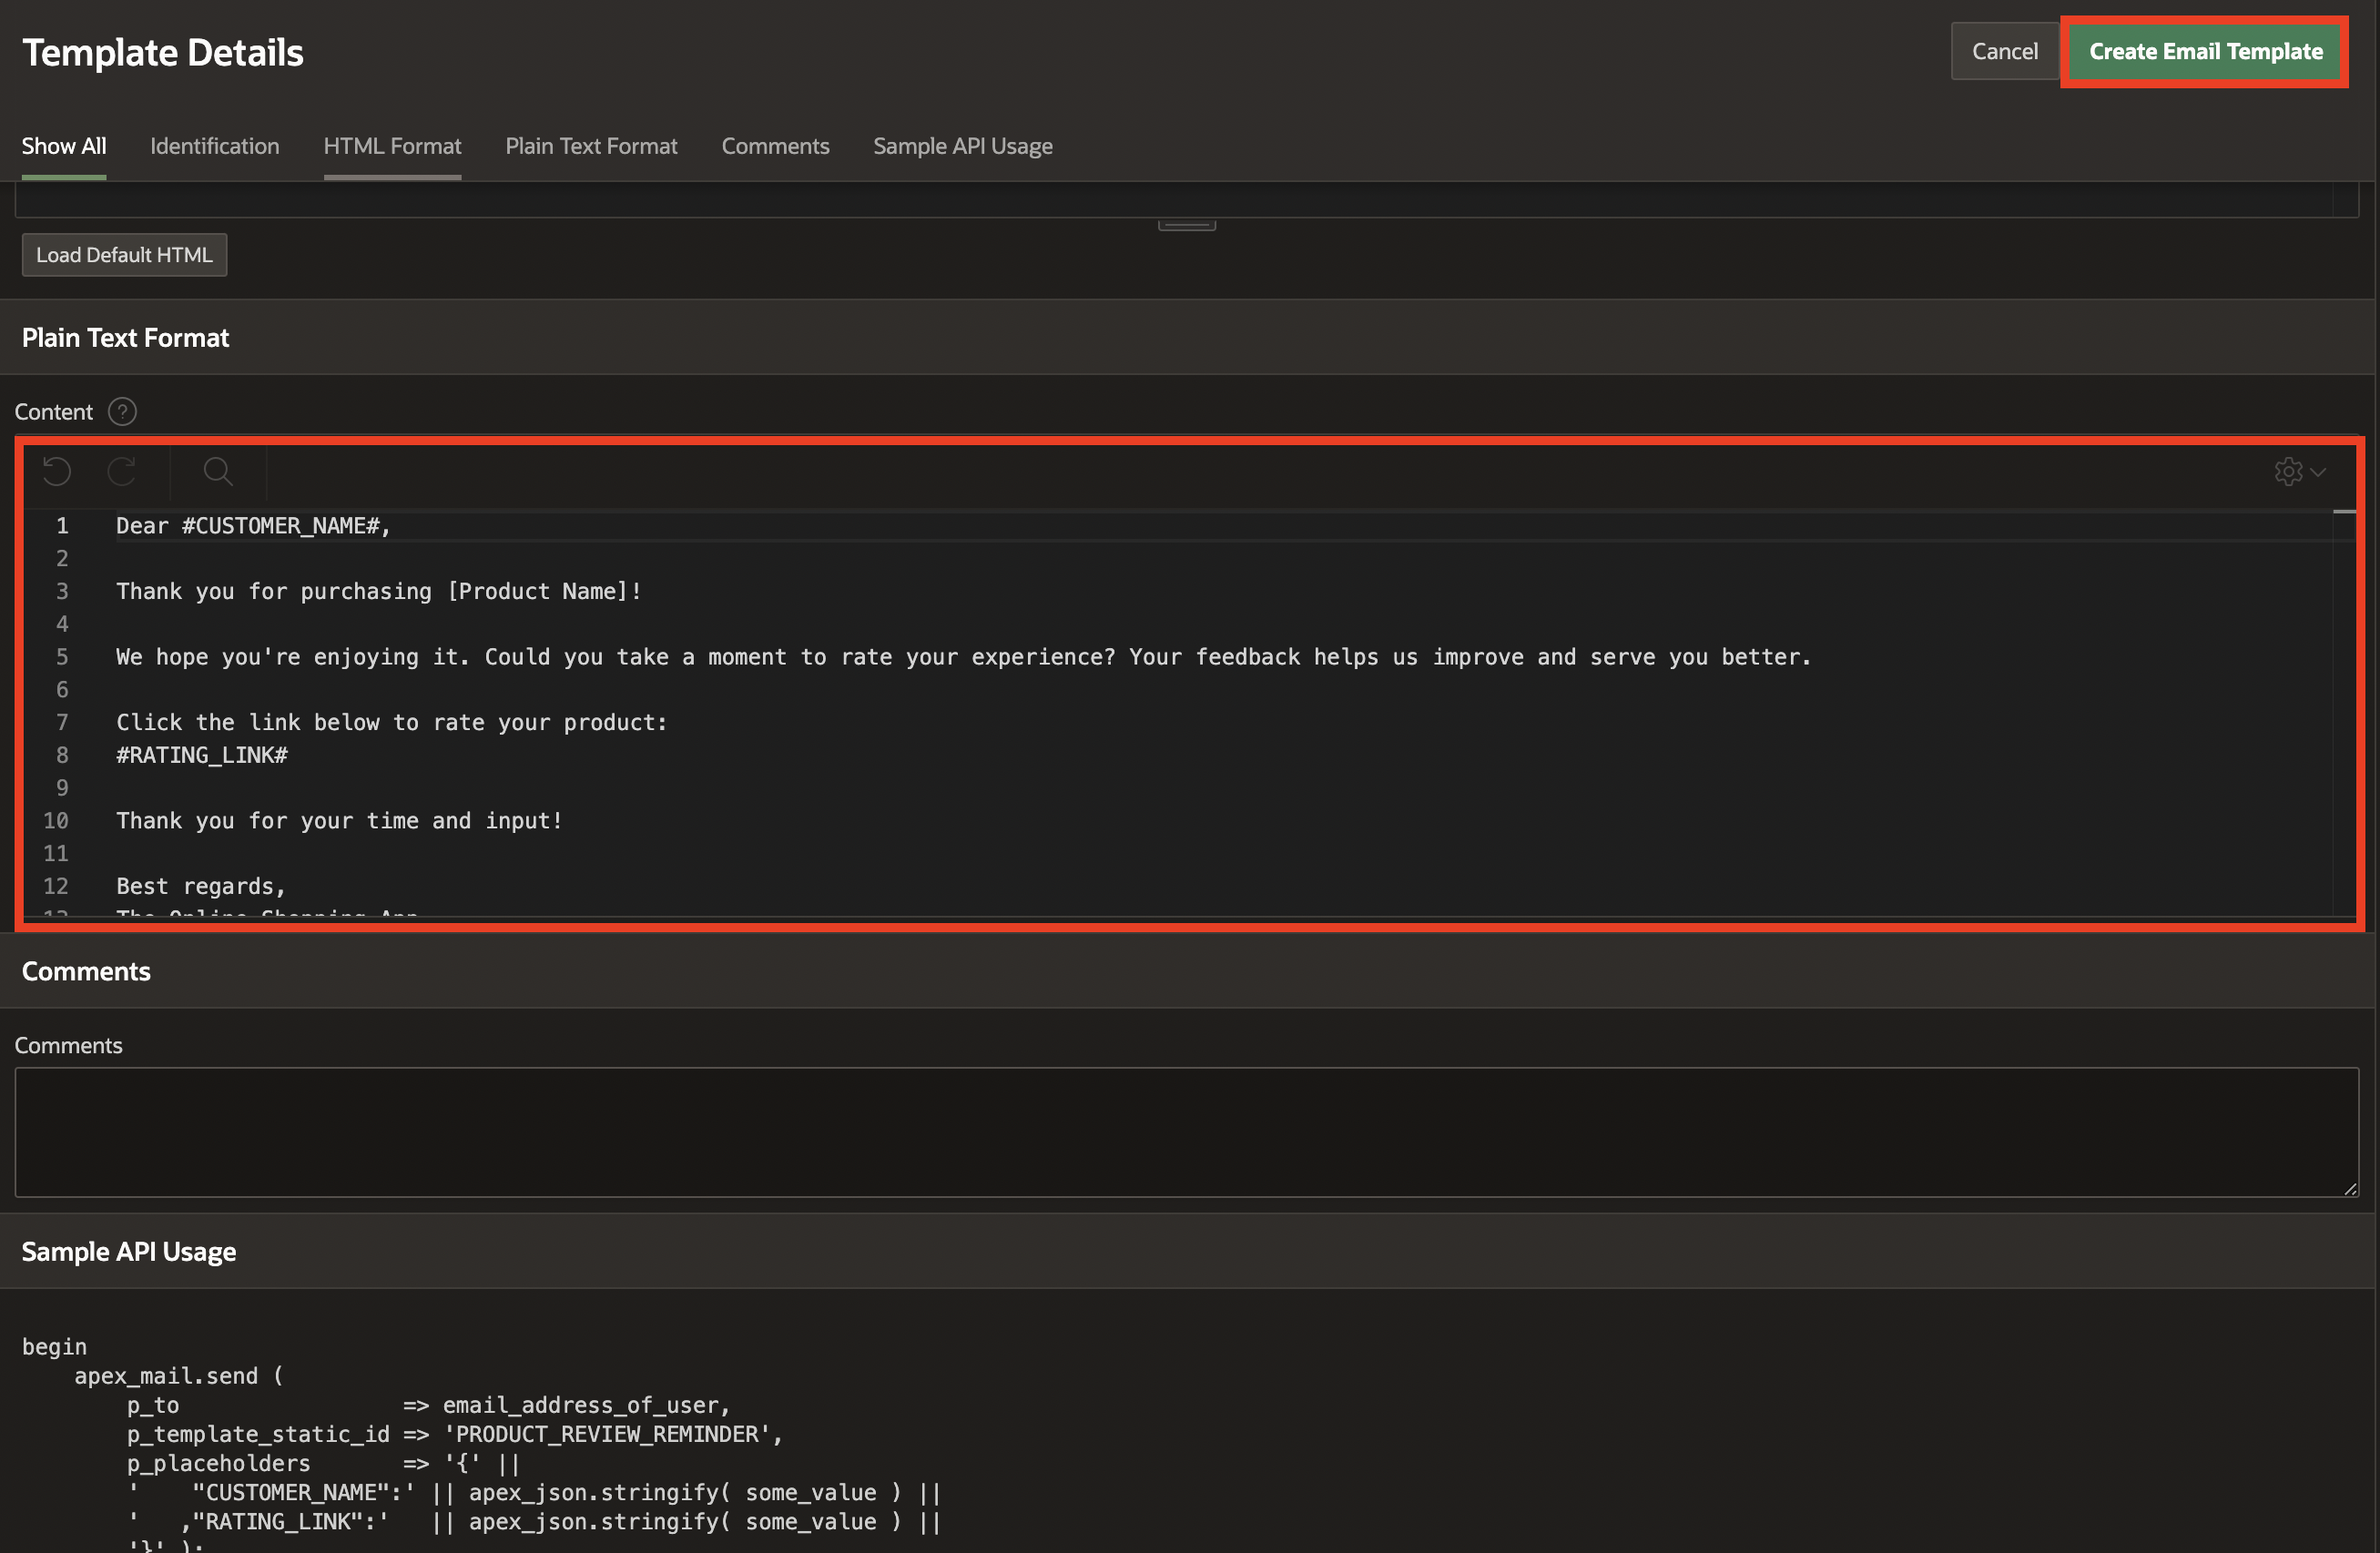 Template Details
Cancel
Create Email Template
Show All
Identification
HTML Format
Plain Text Format
Comments
Sample API Usage
Load Default HTML
Plain Text Format
Content ?
1 Dear #CUSTOMER_NAME#,
2
3 Thank you for purchasing [Product Name]!
4
5 We hope you're enjoying it. Could you take a moment to rate your experience? Your feedback helps us improve and serve you better.
6
7 Click the link below to rate your product:
8 #RATING_LINK#
9
10 Thank you for your time and input!
11
12 Best regards,
13 The Online Shopping App
Comments
Comments
Sample API Usage
begin
    apex_mail.send (
        p_to                 => email_address_of_user,
        p_template_static_id => 'PRODUCT_REVIEW_REMINDER',
        p_placeholders       => '{' ||
        '    "CUSTOMER_NAME":' || apex_json.stringify( some_value ) ||
        '   ,"RATING_LINK":'   || apex_json.stringify( some_value ) ||
        '}' );